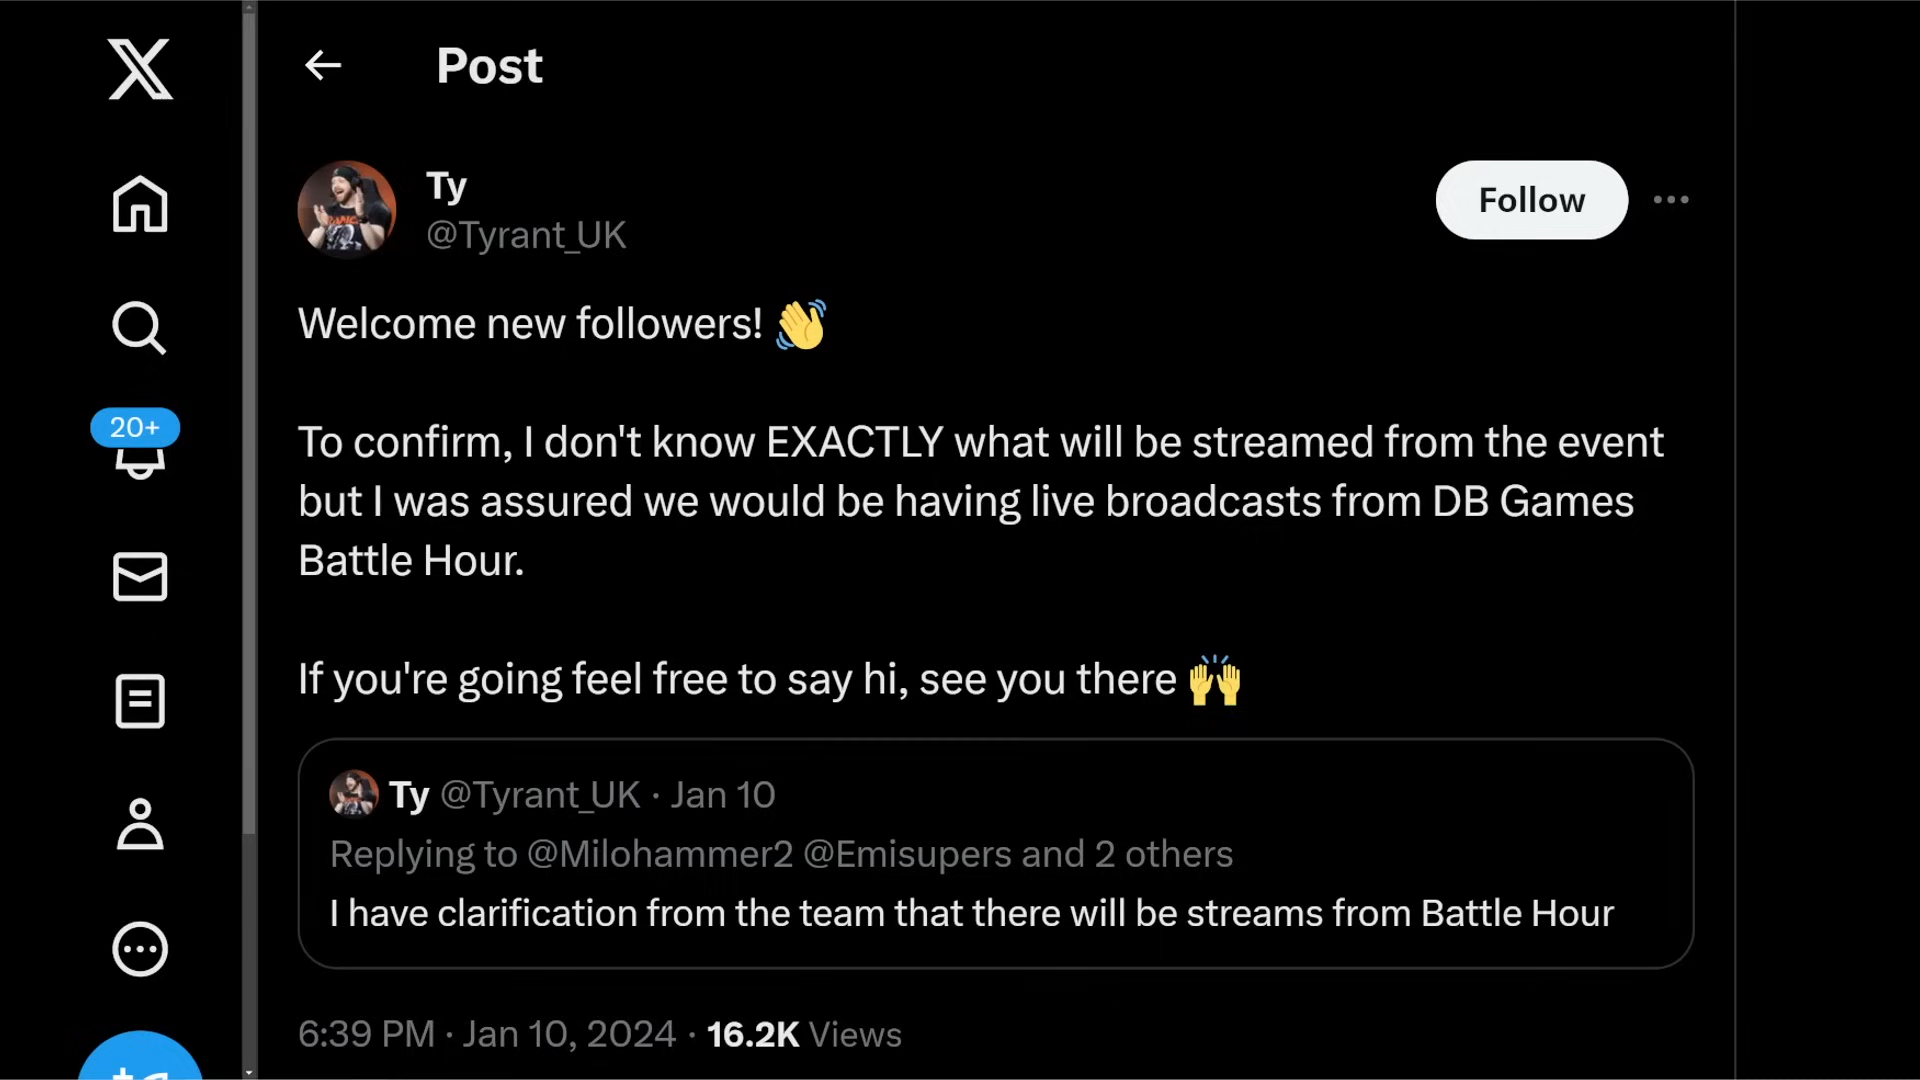 Post
Ty
@Tyrant_UK
Follow
Welcome new followers! 👋
20+
To confirm, I don't know EXACTLY what will be streamed from the event
but I was assured we would be having live broadcasts from DB Games
Battle Hour.
If you're going feel free to say hi, see you there 🙌
Ty @Tyrant_UK · Jan 10
Replying to @Milohammer2 @Emisupers and 2 others
I have clarification from the team that there will be streams from Battle Hour
6:39 PM · Jan 10, 2024 · 16.2K Views